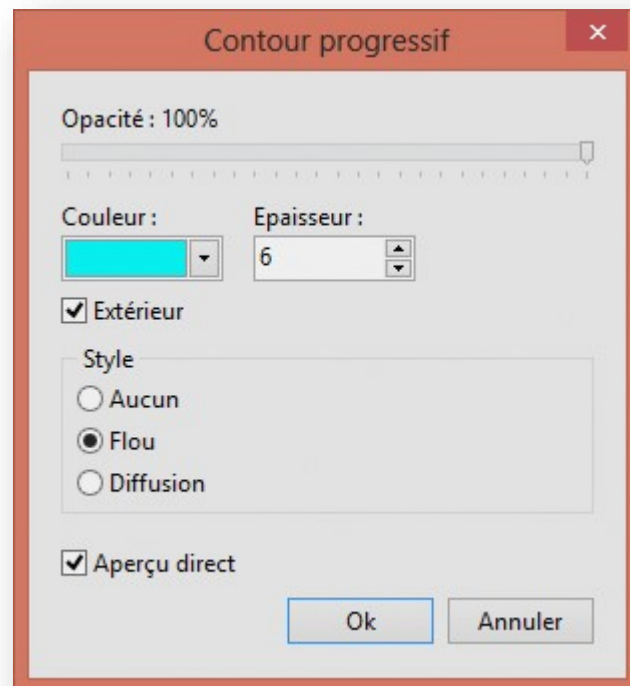 Contour progressif
Opacité : 100%
Couleur :
Epaisseur :
6
Extérieur
Style
Aucun
Flou
Diffusion
Aperçu direct
Ok
Annuler